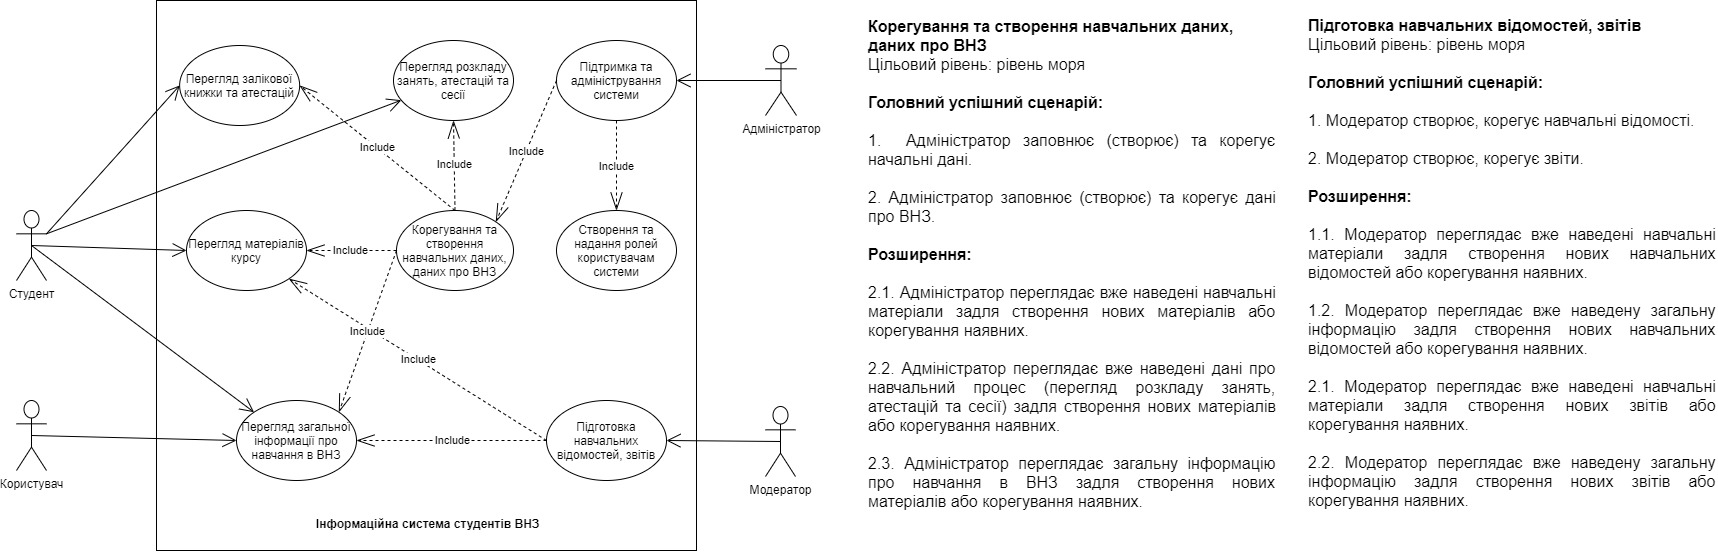 Перегляд залікової
книжки та атестацій
Перегляд розкладу
занять, атестацій та
сесії
Підтримка та
адміністрування
системи
Адміністратор
Include
Include
Include
Include
Студент
Перегляд матеріалів
курсу
Include
Корегування та
створення
навчальних даних,
даних про ВНЗ
Створення та
надання ролей
користувачам
системи
Include
Include
Користувач
Перегляд загальної
інформації про
навчання в ВНЗ
Include
Підготовка
навчальних
відомостей, звітів
Модератор
Інформаційна система студентів ВНЗ
Корегування та створення навчальних даних,
даних про ВНЗ
Цільовий рівень: рівень моря
Головний успішний сценарій:
1. Адміністратор заповнює (створює) та корегує
начальні дані.
2. Адміністратор заповнює (створює) та корегує дані
про ВНЗ.
Розширення:
2.1. Адміністратор переглядає вже наведені навчальні
матеріали задля створення нових матеріалів або
корегування наявних.
2.2. Адміністратор переглядає вже наведені дані про
навчальний процес (перегляд розкладу занять,
атестацій та сесії) задля створення нових матеріалів
або корегування наявних.
2.3. Адміністратор переглядає загальну інформацію
про навчання в ВНЗ задля створення нових
матеріалів або корегування наявних.
Підготовка навчальних відомостей, звітів
Цільовий рівень: рівень моря
Головний успішний сценарій:
1. Модератор створює, корегує навчальні відомості.
2. Модератор створює, корегує звіти.
Розширення:
1.1. Модератор переглядає вже наведені навчальні
матеріали задля створення нових навчальних
відомостей або корегування наявних.
1.2. Модератор переглядає вже наведену загальну
інформацію задля створення нових навчальних
відомостей або корегування наявних.
2.1. Модератор переглядає вже наведені навчальні
матеріали задля створення нових звітів або
корегування наявних.
2.2. Модератор переглядає вже наведену загальну
інформацію задля створення нових звітів або
корегування наявних.